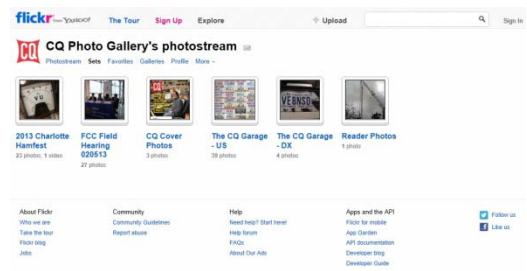 flickr from YAHOO!
The Tour
Sign Up
Explore
Upload
Sign In
CQ
CQ Photo Gallery's photostream
Photostream Sets Favorites Galleries Profile More
CQ
VE8NSD
2013 Charlotte
Hamfest
23 photos, 1 video
FCC Field
Hearing
020513
27 photos
CQ Cover
Photos
3 photos
The CQ Garage
- US
39 photos
The CQ Garage
- DX
4 photos
Reader Photos
1 photo
About Flickr
Who we are
Take the tour
Flickr blog
Jobs
Community
Community Guidelines
Report abuse
Help
Need help? Start here!
Help forum
FAQs
About Our Ads
Apps and the API
Flickr for mobile
App Garden
API documentation
Developer blog
Developer Guide
Follow us
Like us